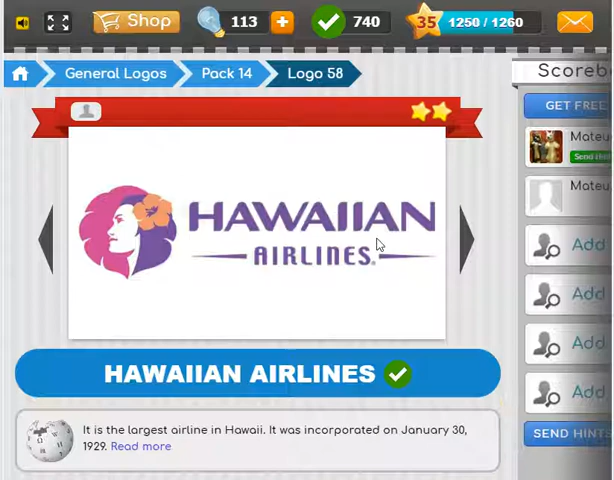 Shop
113
740
35
1250 / 1260
General Logos
Pack 14
Logo 58
Scoreb
GET FREE
Mateu
Send the
Mateu
HAWAIIAN
AIRLINES®
Add
Add
Add
Add
HAWAIIAN AIRLINES
SEND HINTS
It is the largest airline in Hawaii. It was incorporated on January 30,
1929. Read more